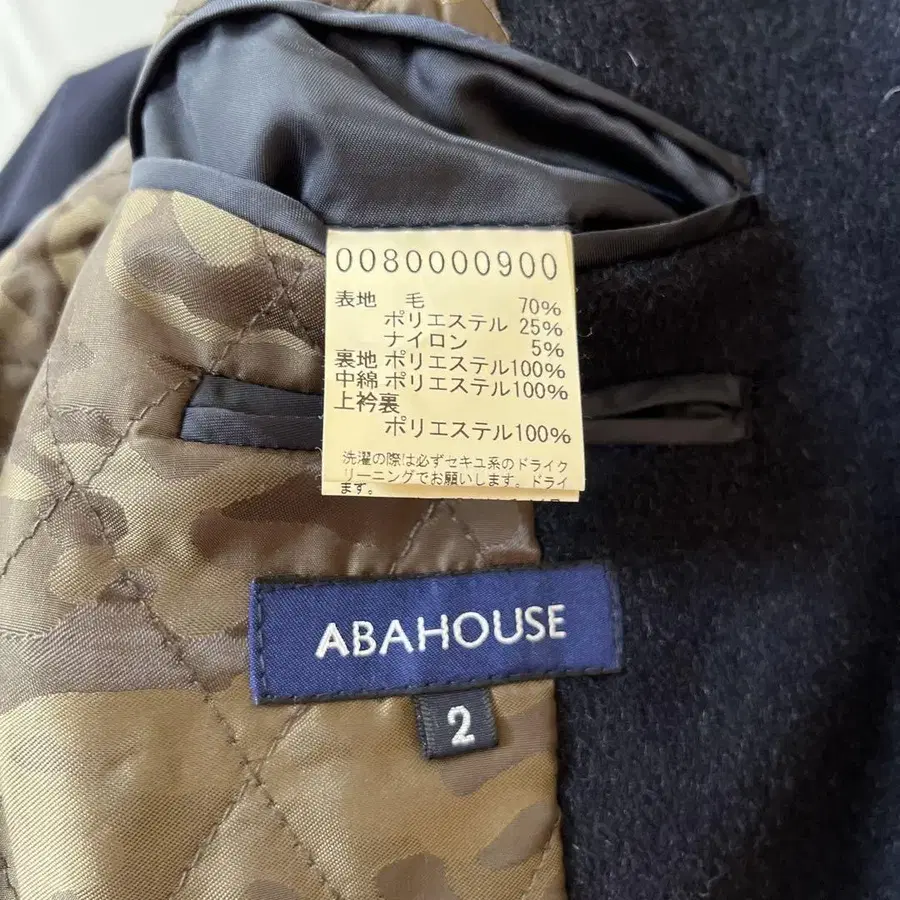 0080000900
表地 毛 70%
ポリエステル 25%
ナイロン 5%
裏地 ポリエステル100%
中綿 ポリエステル100%
上衿裏
ポリエステル100%
洗濯の際は必ずセキユ系のドライク
リーニングでお願いします。ドライ
ます。
ABAHOUSE
2